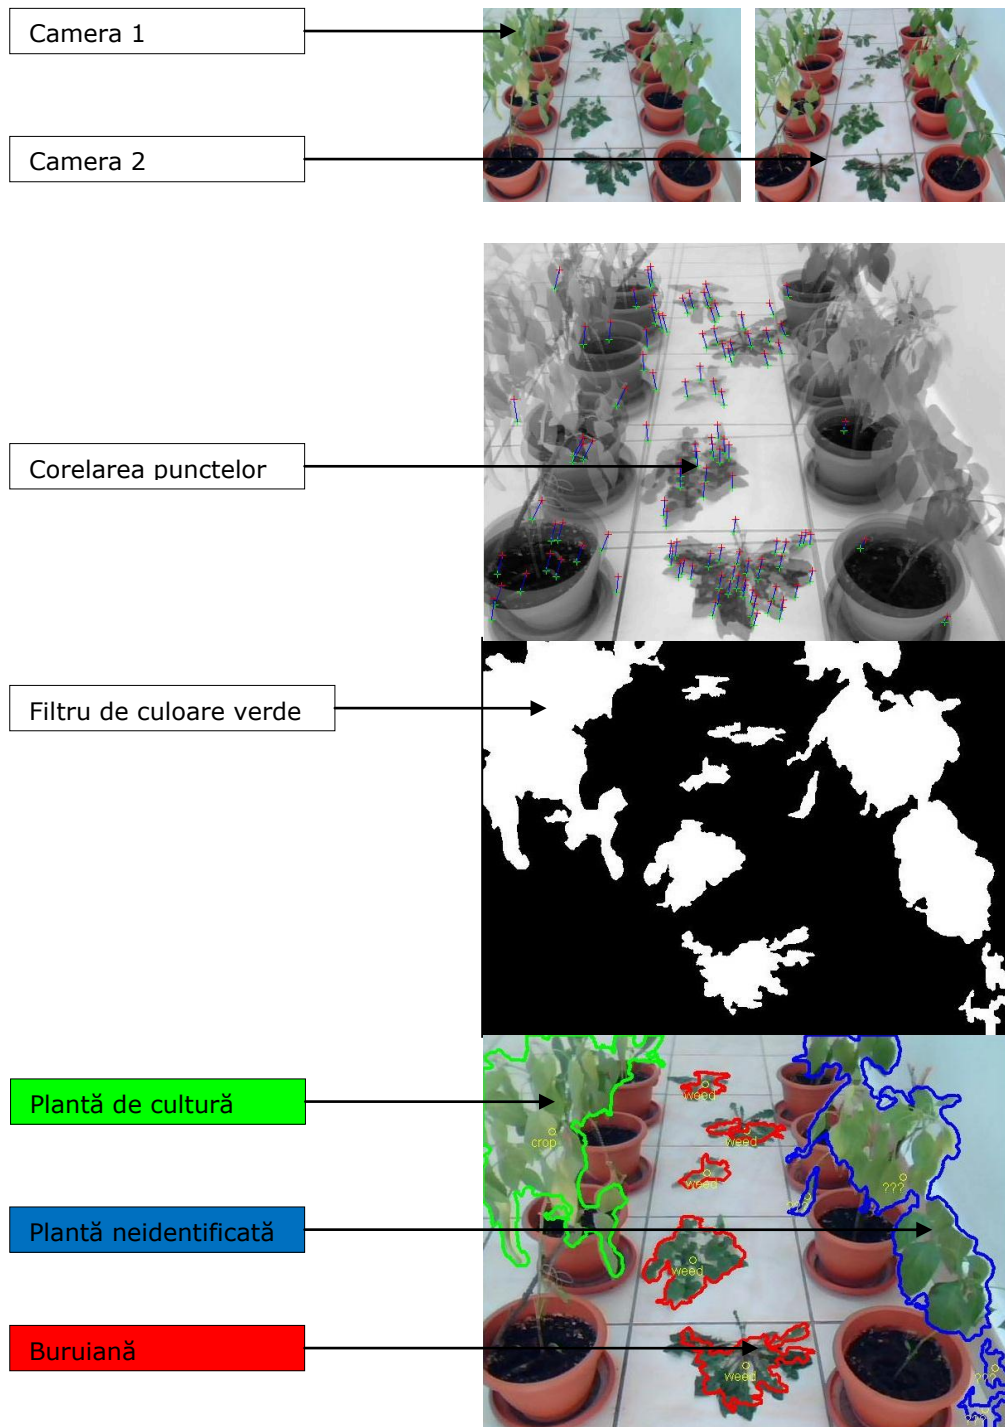 Camera 1
Camera 2
Corelarea punctelor
Filtru de culoare verde
Plantă de cultură
Plantă neidentificată
Buruiană
weed
crop
weed
weed
???
???
weed
weed
???
???